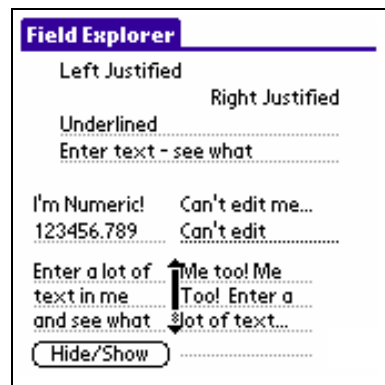 Field Explorer
Left Justified
Right Justified
Underlined
Enter text - see what
I'm Numeric! Can't edit me...
123456.789 Can't edit
Enter a lot of Me too! Me
text in me Too! Enter a
and see what lot of text...
Hide/Show